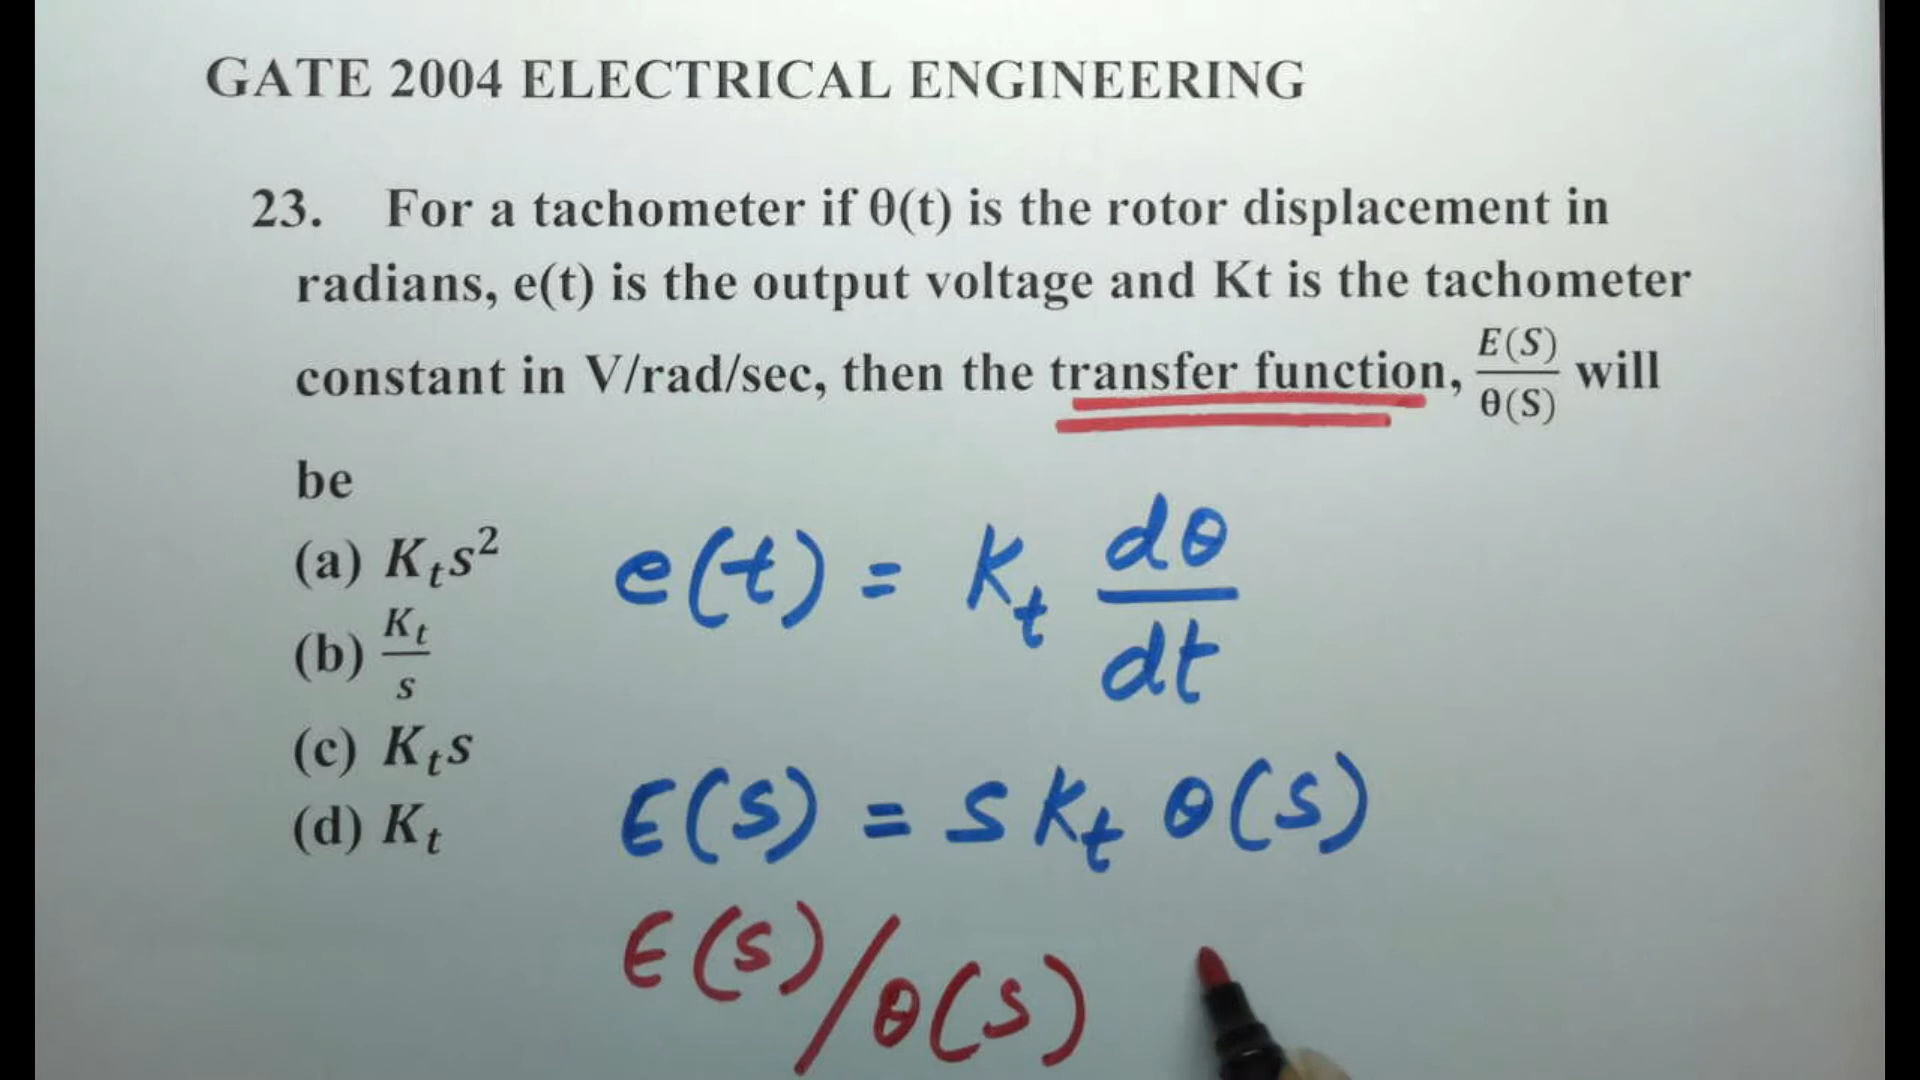 GATE 2004 ELECTRICAL ENGINEERING
23. For a tachometer if θ(t) is the rotor displacement in
radians, e(t) is the output voltage and Kt is the tachometer
constant in V/rad/sec, then the transfer function, E(S)/θ(S) will
be
(a) Kₜs²
(b) Kₜ/s
(c) Kₜs
(d) Kₜ
e(t) = Kₜ dθ/dt
E(S) = S Kₜ θ(S)
E(S)/θ(S)